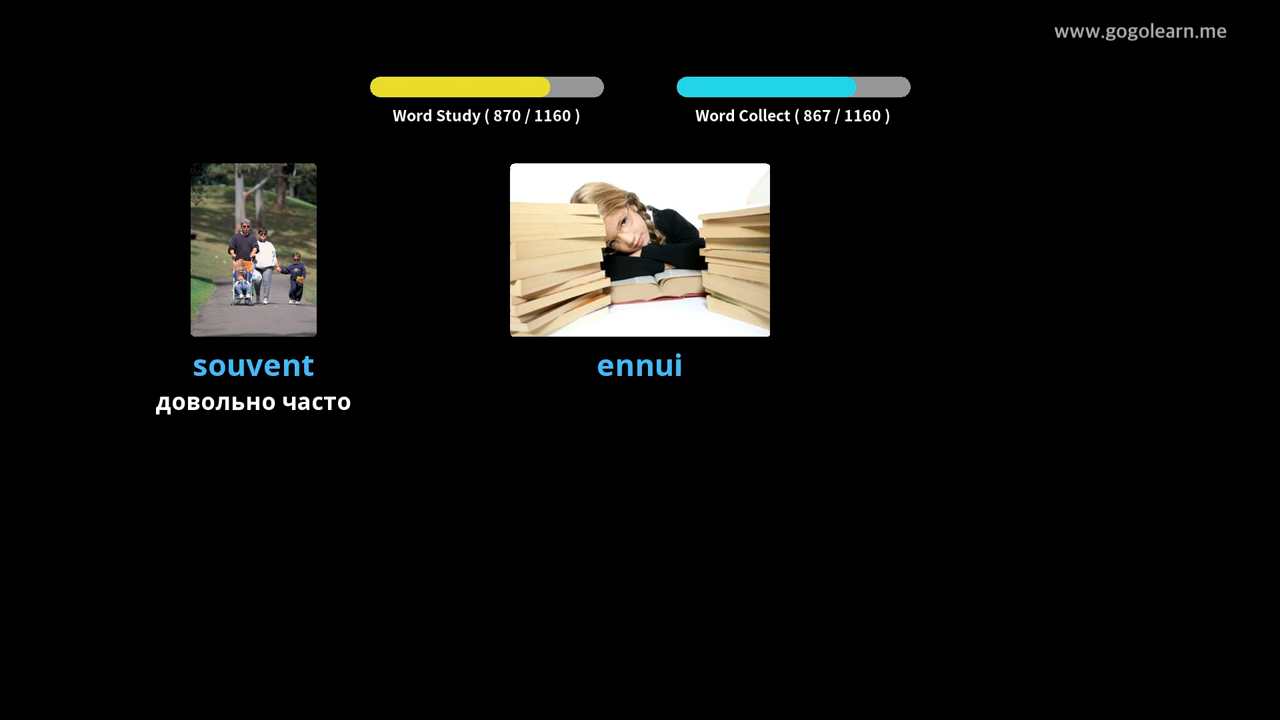 www.gogolearn.me
Word Study ( 870 / 1160 )
Word Collect ( 867 / 1160 )
souvent
ennui
довольно часто